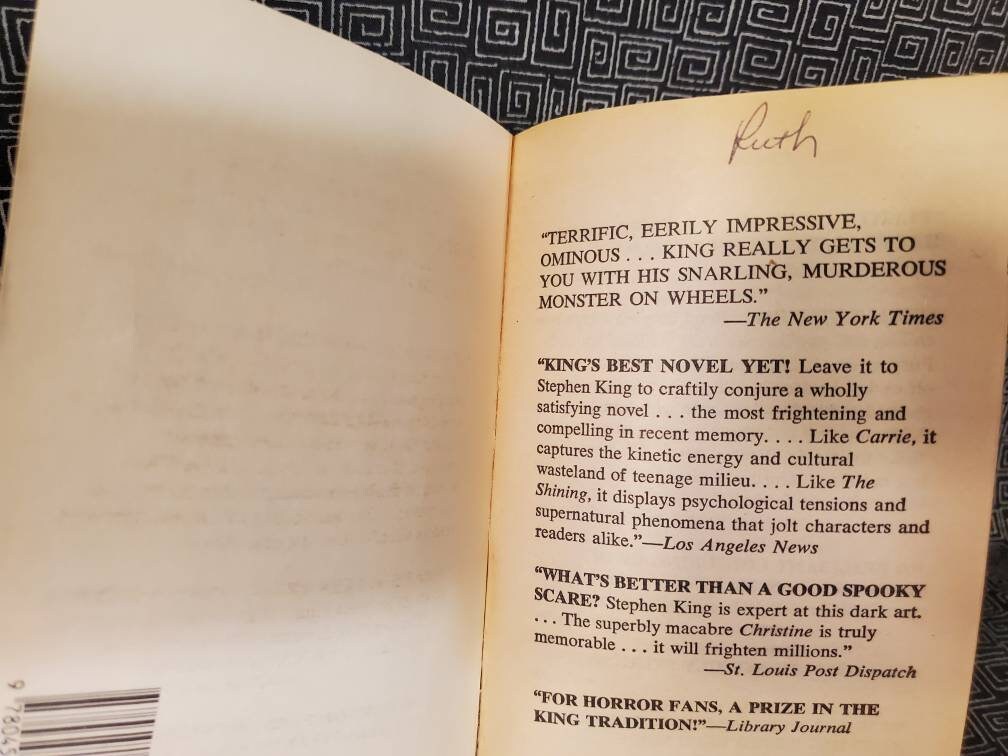 Ruth
“TERRIFIC, EERILY IMPRESSIVE,
OMINOUS . . . KING REALLY GETS TO
YOU WITH HIS SNARLING, MURDEROUS
MONSTER ON WHEELS.”
—The New York Times
“KING’S BEST NOVEL YET! Leave it to
Stephen King to craftily conjure a wholly
satisfying novel . . . the most frightening and
compelling in recent memory. . . . Like Carrie, it
captures the kinetic energy and cultural
wasteland of teenage milieu. . . . Like The
Shining, it displays psychological tensions and
supernatural phenomena that jolt characters and
readers alike.”—Los Angeles News
“WHAT’S BETTER THAN A GOOD SPOOKY
SCARE? Stephen King is expert at this dark art.
. . . The superbly macabre Christine is truly
memorable . . . it will frighten millions.”
—St. Louis Post Dispatch
“FOR HORROR FANS, A PRIZE IN THE
KING TRADITION!”—Library Journal
9 78045